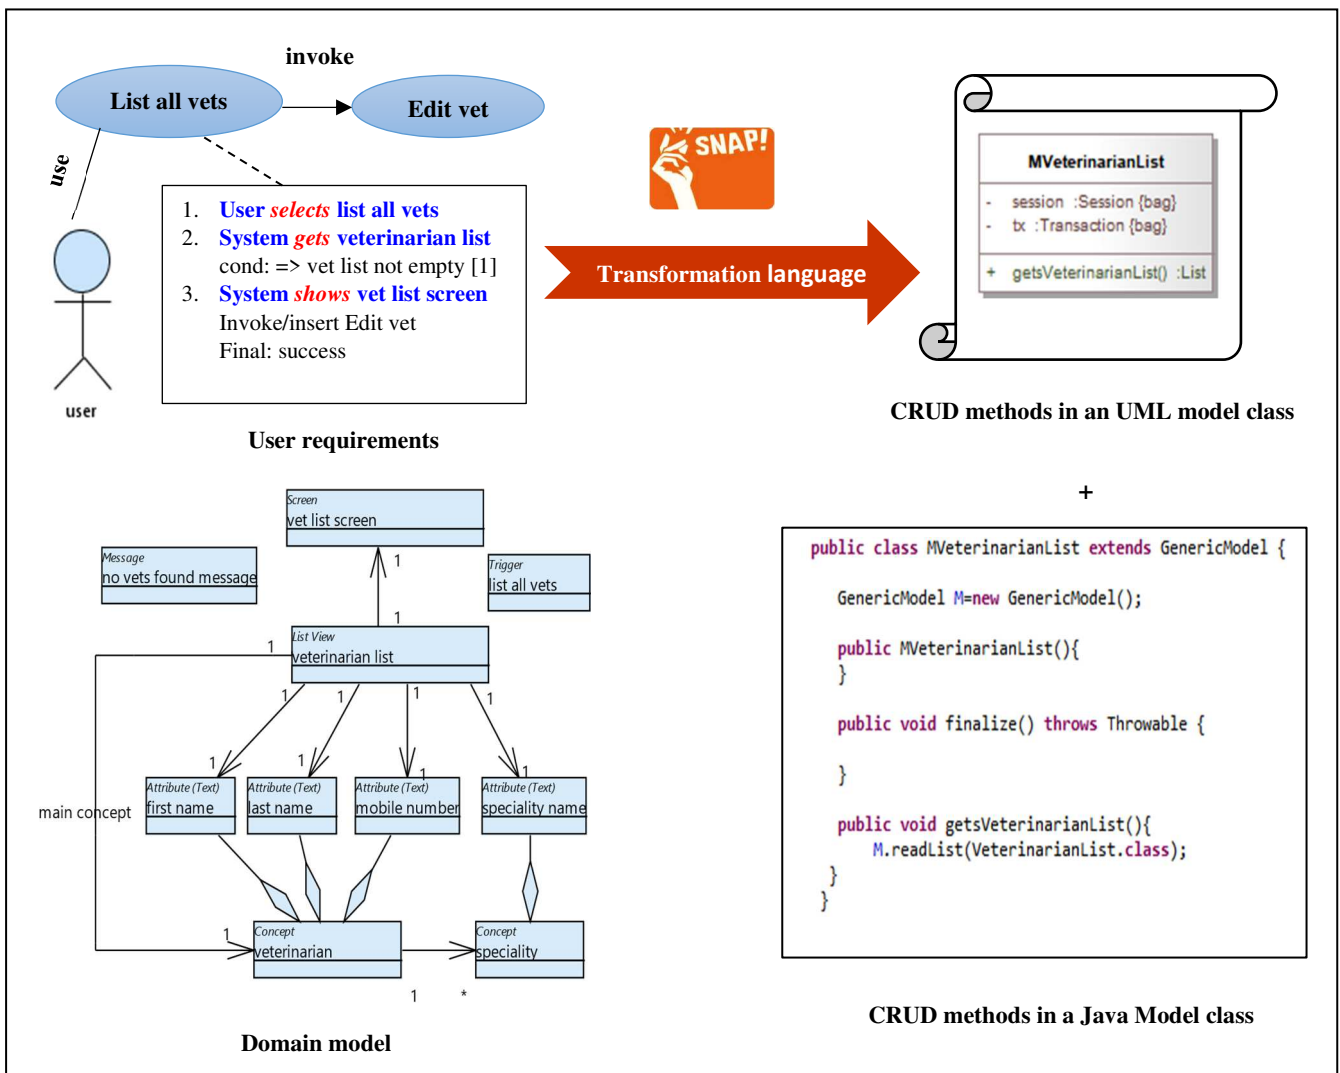 invoke
List all vets
Edit vet
use
user
1. User selects list all vets
2. System gets veterinarian list
cond: => vet list not empty [1]
3. System shows vet list screen
Invoke/insert Edit vet
Final: success
User requirements
SNAP!
Transformation language
MVeterinarianList
- session :Session {bag}
- tx :Transaction {bag}
+ getsVeterinarianList() :List
CRUD methods in an UML model class
+
Screen
vet list screen
Message
no vets found message
Trigger
list all vets
1
1
List View
veterinarian list
1
1
1
1
1
1
1
1
1
Attribute (Text)
first name
Attribute (Text)
last name
Attribute (Text)
mobile number
Attribute (Text)
speciality name
main concept
1
Concept
veterinarian
Concept
speciality
1 *
Domain model
public class MVeterinarianList extends GenericModel {
GenericModel M=new GenericModel();
public MVeterinarianList(){
}
public void finalize() throws Throwable {
}
public void getsVeterinarianList(){
M.readList(VeterinarianList.class);
}
}
CRUD methods in a Java Model class